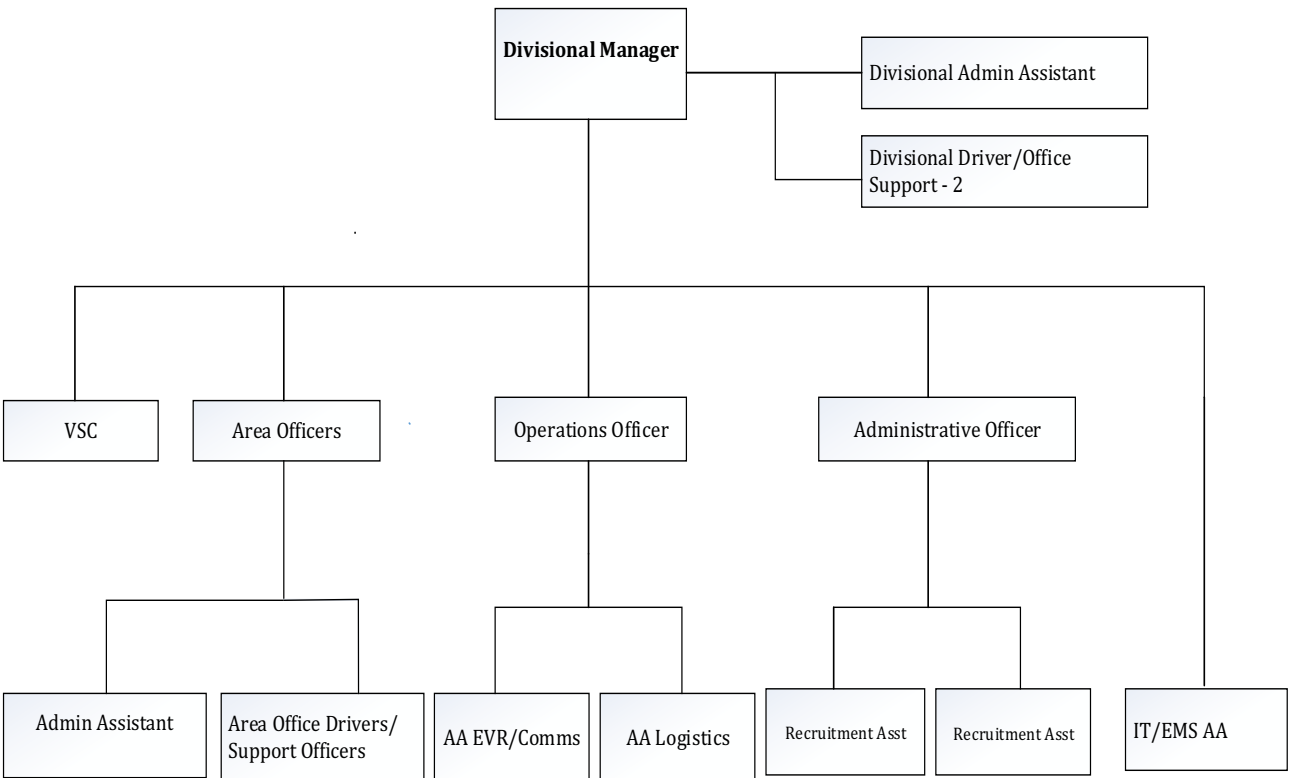 Divisional Manager
Divisional Admin Assistant
Divisional Driver/Office
Support - 2
VSC
Area Officers
Operations Officer
Administrative Officer
Admin Assistant
Area Office Drivers/
Support Officers
AA EVR/Comms
AA Logistics
Recruitment Asst
Recruitment Asst
IT/EMS AA